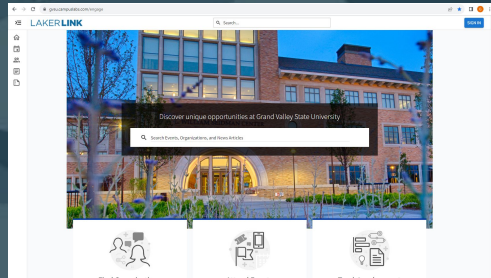 gvsu.campuslabs.com/engage
LAKERLINK
Search...
SIGN IN
Discover unique opportunities at Grand Valley State University
Search Events, Organizations, and News Articles